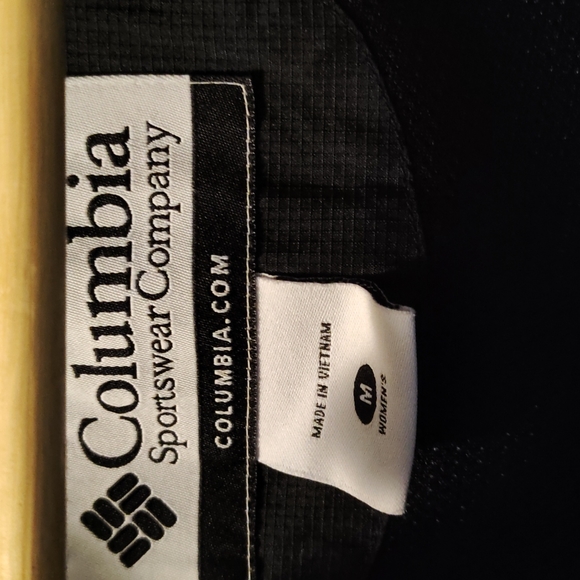 Columbia
Sportswear Company
COLUMBIA.COM
MADE IN VIETNAM
M
WOMEN'S